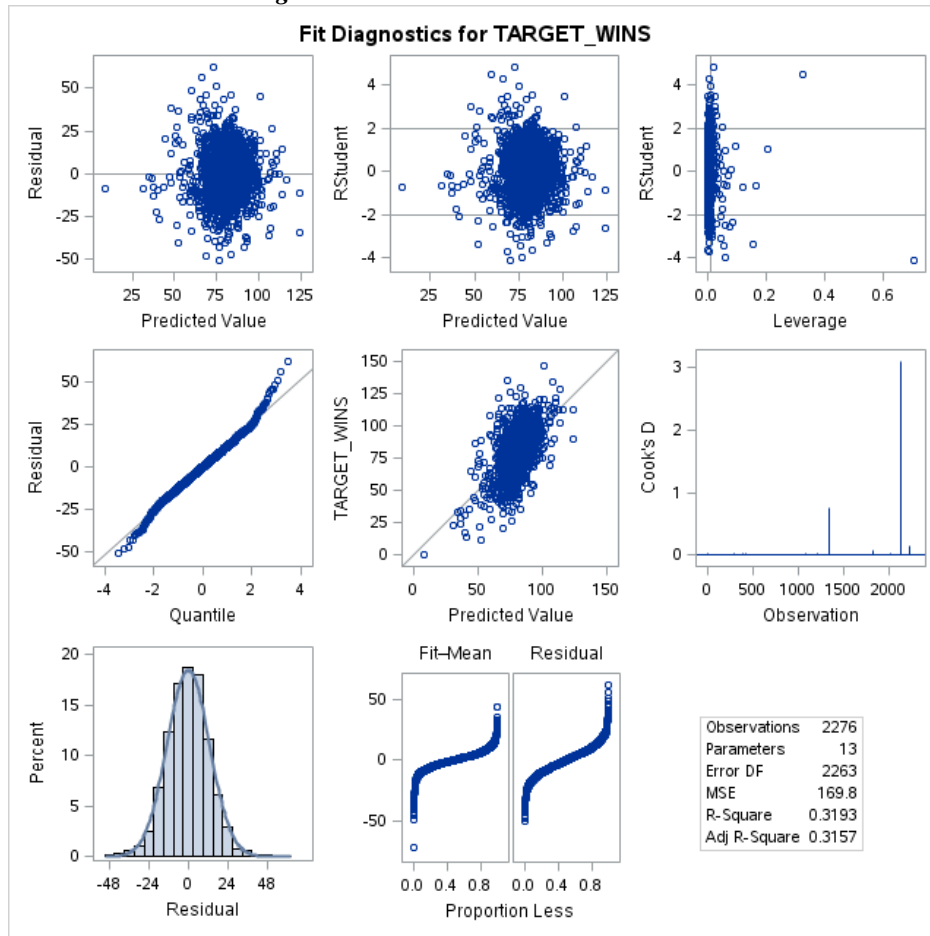 Fit Diagnostics for TARGET_WINS
50
25
0
-25
-50
Residual
25 50 75 100 125
Predicted Value
4
2
0
-2
-4
RStudent
25 50 75 100 125
Predicted Value
4
2
0
-2
-4
RStudent
0.0 0.2 0.4 0.6
Leverage
50
25
0
-25
-50
Residual
-4 -2 0 2 4
Quantile
150
125
100
75
50
25
0
TARGET_WINS
0 50 100 150
Predicted Value
3
2
1
0
Cook's D
0 500 1000 1500 2000
Observation
20
15
10
5
0
Percent
-48 -24 0 24 48
Residual
Fit–Mean Residual
50
0
-50
0.0 0.4 0.8 0.0 0.4 0.8
Proportion Less
Observations 2276
Parameters 13
Error DF 2263
MSE 169.8
R-Square 0.3193
Adj R-Square 0.3157